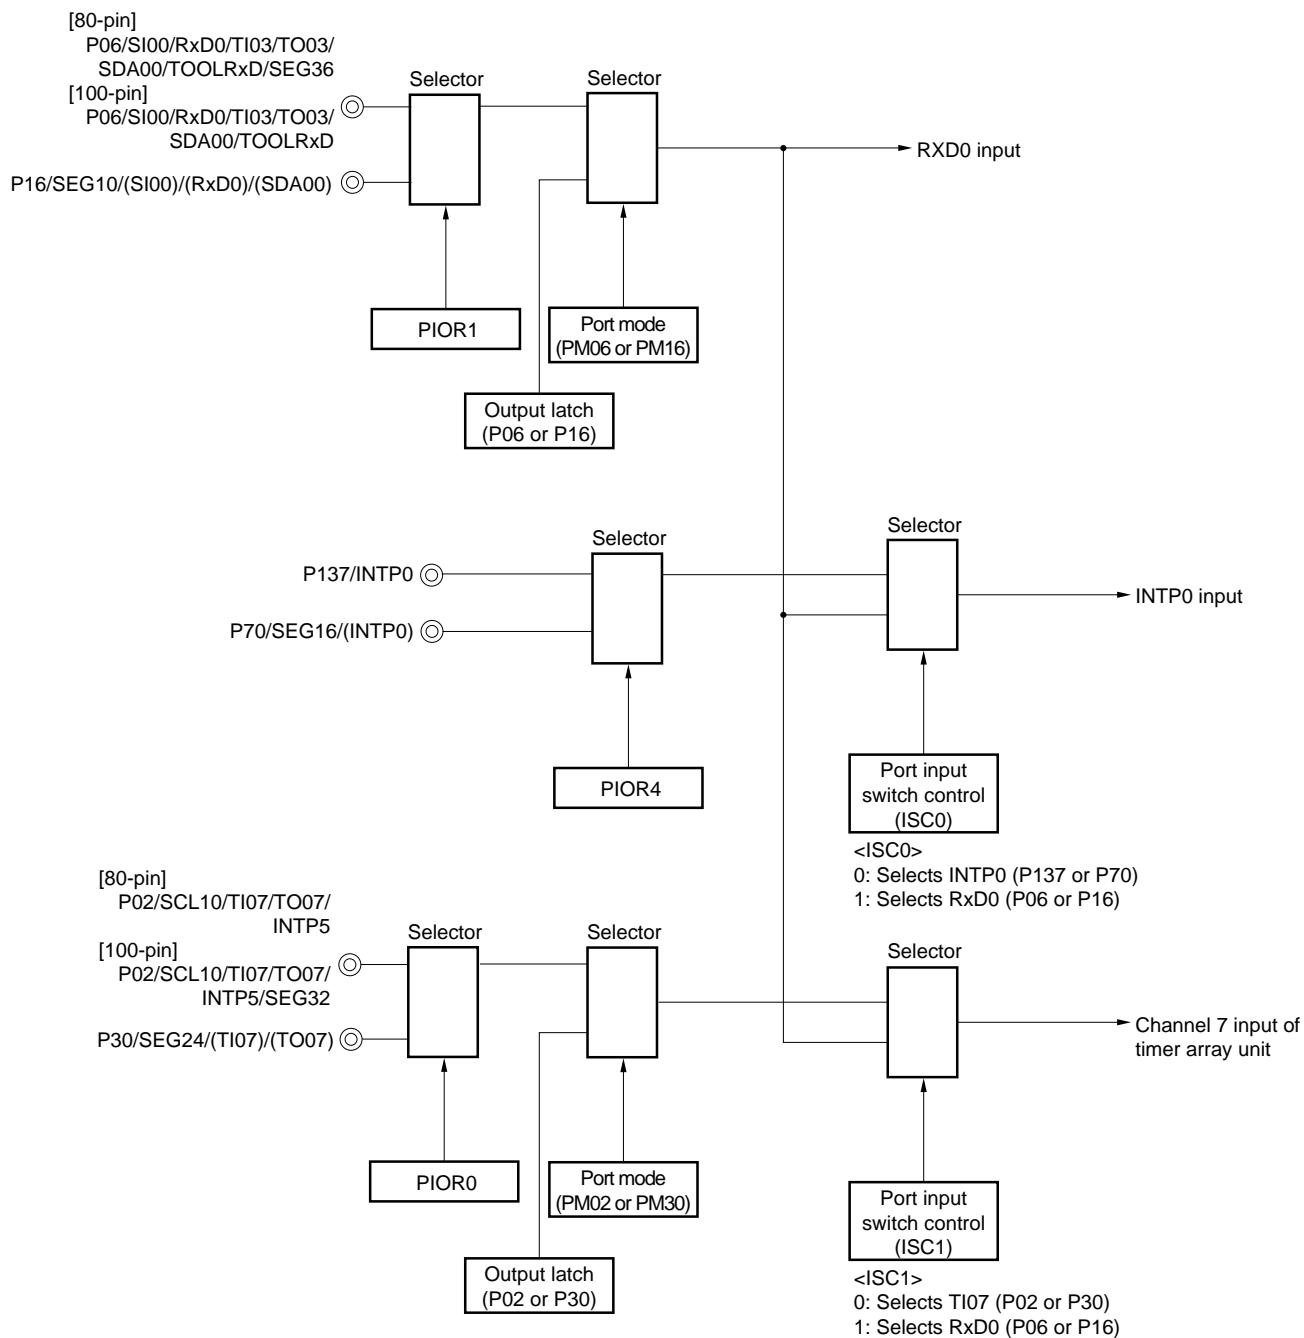 [80-pin]
P06/SI00/RxD0/TI03/TO03/
SDA00/TOOLRxD/SEG36
[100-pin]
P06/SI00/RxD0/TI03/TO03/
SDA00/TOOLRxD
P16/SEG10/(SI00)/(RxD0)/(SDA00)
Selector
Selector
RXD0 input
PIOR1
Port mode
(PM06 or PM16)
Output latch
(P06 or P16)
Selector
Selector
P137/INTP0
P70/SEG16/(INTP0)
INTP0 input
PIOR4
Port input
switch control
(ISC0)
<ISC0>
0: Selects INTP0 (P137 or P70)
1: Selects RxD0 (P06 or P16)
[80-pin]
P02/SCL10/TI07/TO07/
INTP5
[100-pin]
P02/SCL10/TI07/TO07/
INTP5/SEG32
P30/SEG24/(TI07)/(TO07)
Selector
Selector
Selector
Channel 7 input of
timer array unit
PIOR0
Port mode
(PM02 or PM30)
Output latch
(P02 or P30)
Port input
switch control
(ISC1)
<ISC1>
0: Selects TI07 (P02 or P30)
1: Selects RxD0 (P06 or P16)